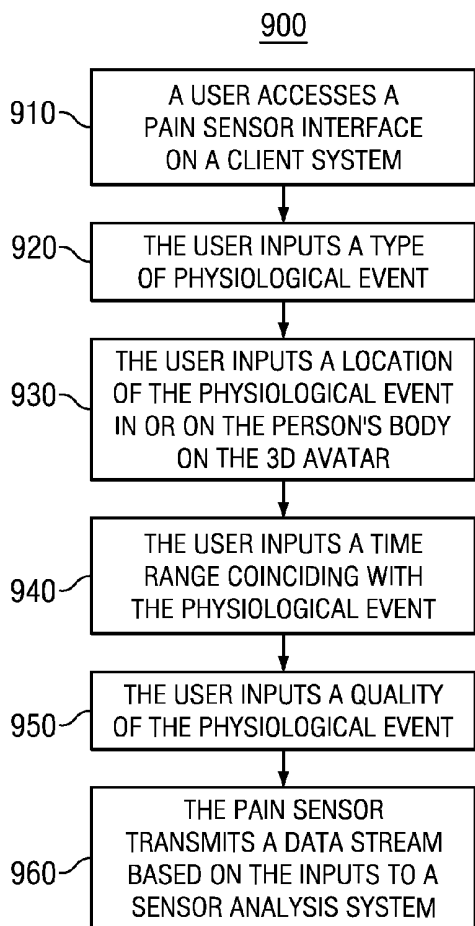 900
910
A USER ACCESSES A
PAIN SENSOR INTERFACE
ON A CLIENT SYSTEM
920
THE USER INPUTS A TYPE
OF PHYSIOLOGICAL EVENT
930
THE USER INPUTS A LOCATION
OF THE PHYSIOLOGICAL EVENT
IN OR ON THE PERSON'S BODY
ON THE 3D AVATAR
940
THE USER INPUTS A TIME
RANGE COINCIDING WITH
THE PHYSIOLOGICAL EVENT
950
THE USER INPUTS A QUALITY
OF THE PHYSIOLOGICAL EVENT
960
THE PAIN SENSOR
TRANSMITS A DATA STREAM
BASED ON THE INPUTS TO A
SENSOR ANALYSIS SYSTEM